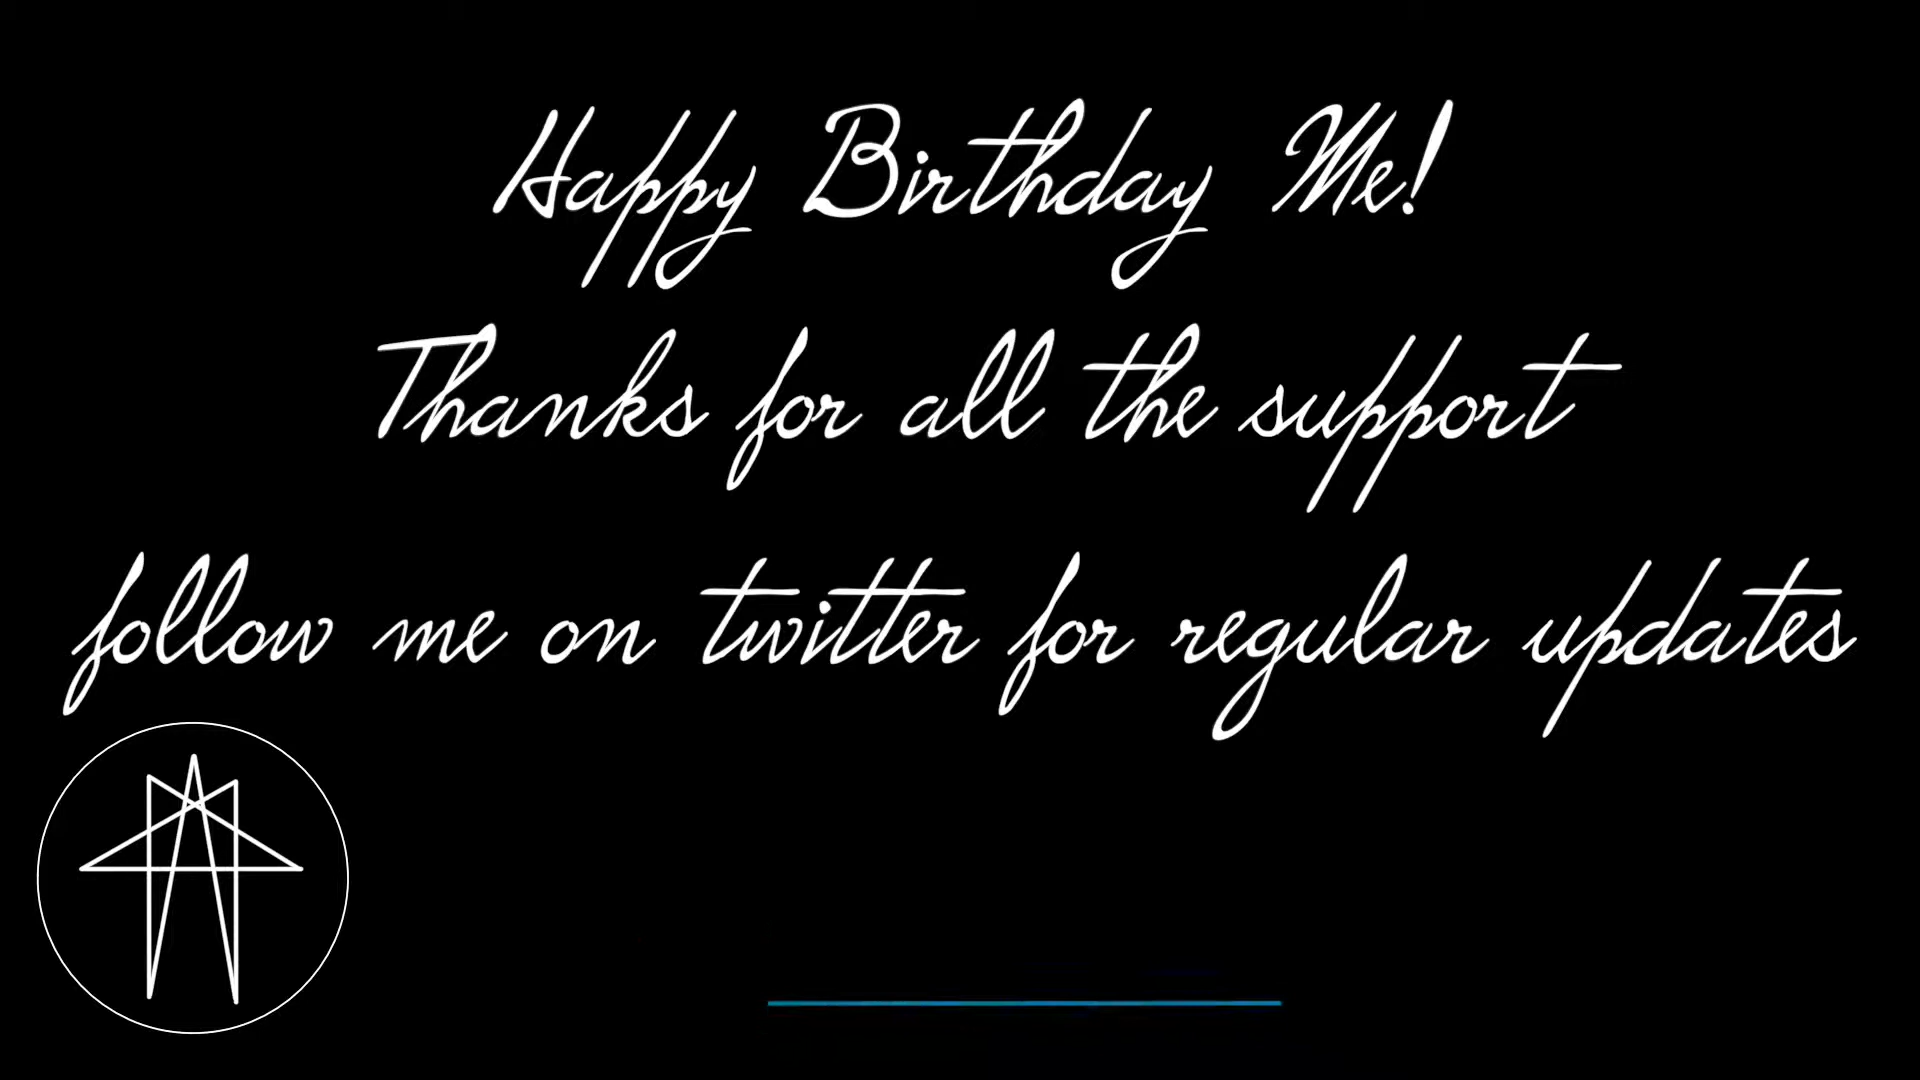 Happy Birthday Me!
Thanks for all the support
follow me on twitter for regular updates